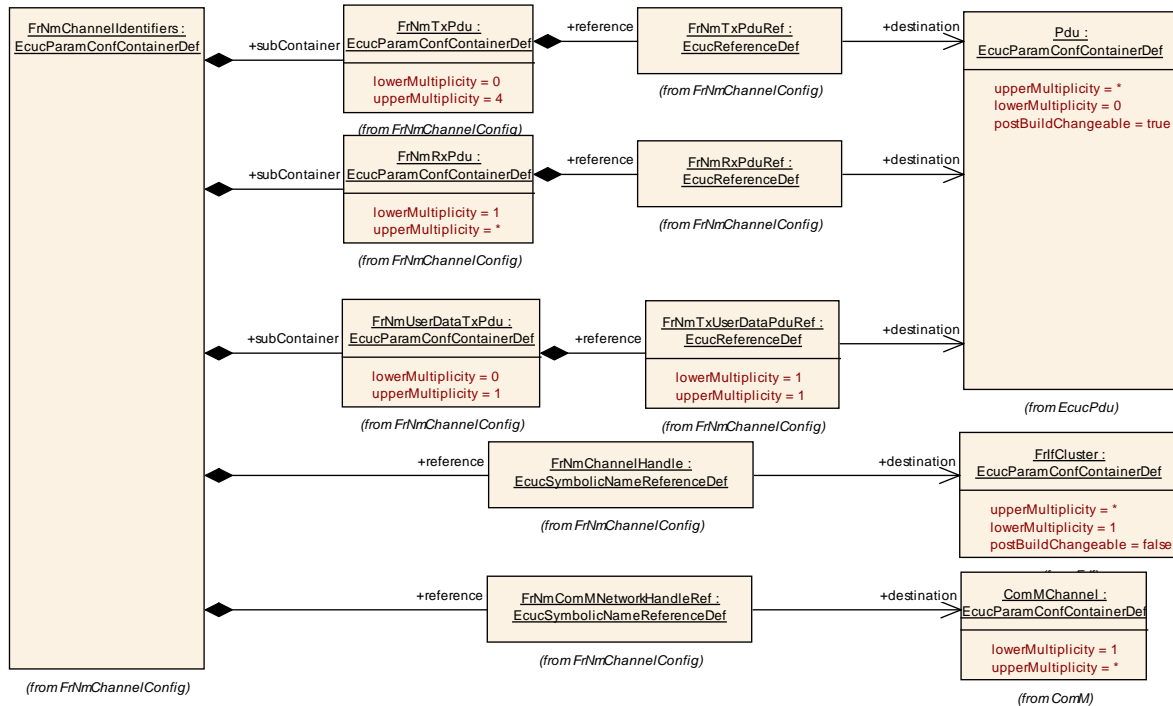 FrNmChannelIdentifiers :
EcucParamConfContainerDef
(from FrNmChannelConfig)
+subContainer
FrNmTxPdu :
EcucParamConfContainerDef
lowerMultiplicity = 0
upperMultiplicity = 4
(from FrNmChannelConfig)
+reference
FrNmTxPduRef :
EcucReferenceDef
(from FrNmChannelConfig)
+destination
Pdu :
EcucParamConfContainerDef
upperMultiplicity = *
lowerMultiplicity = 0
postBuildChangeable = true
(from EcucPdu)
+subContainer
FrNmRxPdu :
EcucParamConfContainerDef
lowerMultiplicity = 1
upperMultiplicity = *
(from FrNmChannelConfig)
+reference
FrNmRxPduRef :
EcucReferenceDef
(from FrNmChannelConfig)
+destination
+subContainer
FrNmUserDataTxPdu :
EcucParamConfContainerDef
lowerMultiplicity = 0
upperMultiplicity = 1
(from FrNmChannelConfig)
+reference
FrNmTxUserDataPduRef :
EcucReferenceDef
lowerMultiplicity = 1
upperMultiplicity = 1
(from FrNmChannelConfig)
+destination
+reference
FrNmChannelHandle :
EcucSymbolicNameReferenceDef
(from FrNmChannelConfig)
+destination
FrIfCluster :
EcucParamConfContainerDef
upperMultiplicity = *
lowerMultiplicity = 1
postBuildChangeable = false
+reference
FrNmComMNetworkHandleRef :
EcucSymbolicNameReferenceDef
(from FrNmChannelConfig)
+destination
ComMChannel :
EcucParamConfContainerDef
lowerMultiplicity = 1
upperMultiplicity = *
(from ComM)